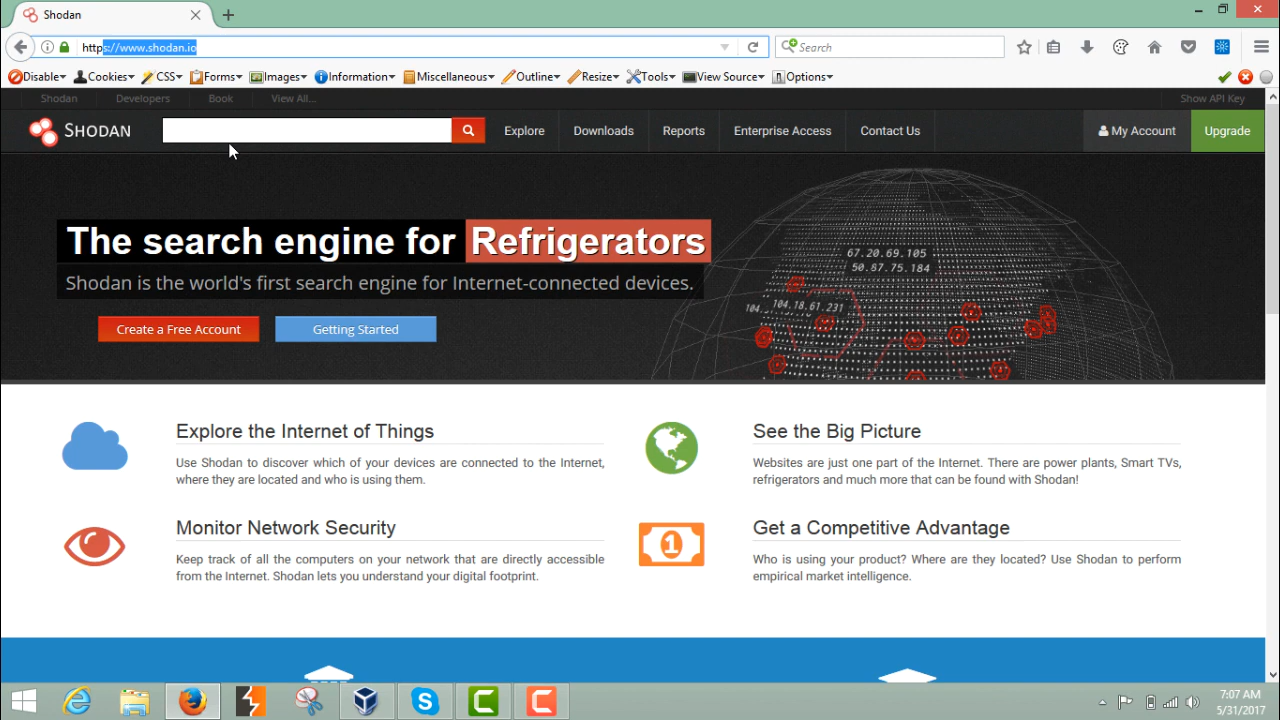 Shodan
https://www.shodan.io
Search
Disable Cookies CSS Forms Images Information Miscellaneous Outline Resize Tools View Source Options
Shodan Developers Book View All... Show API Key
SHODAN Explore Downloads Reports Enterprise Access Contact Us My Account Upgrade
The search engine for Refrigerators
Shodan is the world's first search engine for Internet-connected devices.
Create a Free Account Getting Started
67.20.69.105
50.87.75.184
104.18.61.231
104.
Explore the Internet of Things
Use Shodan to discover which of your devices are connected to the Internet,
where they are located and who is using them.
See the Big Picture
Websites are just one part of the Internet. There are power plants, Smart TVs,
refrigerators and much more that can be found with Shodan!
Monitor Network Security
Keep track of all the computers on your network that are directly accessible
from the Internet. Shodan lets you understand your digital footprint.
Get a Competitive Advantage
1
Who is using your product? Where are they located? Use Shodan to perform
empirical market intelligence.
7:07 AM
5/31/2017